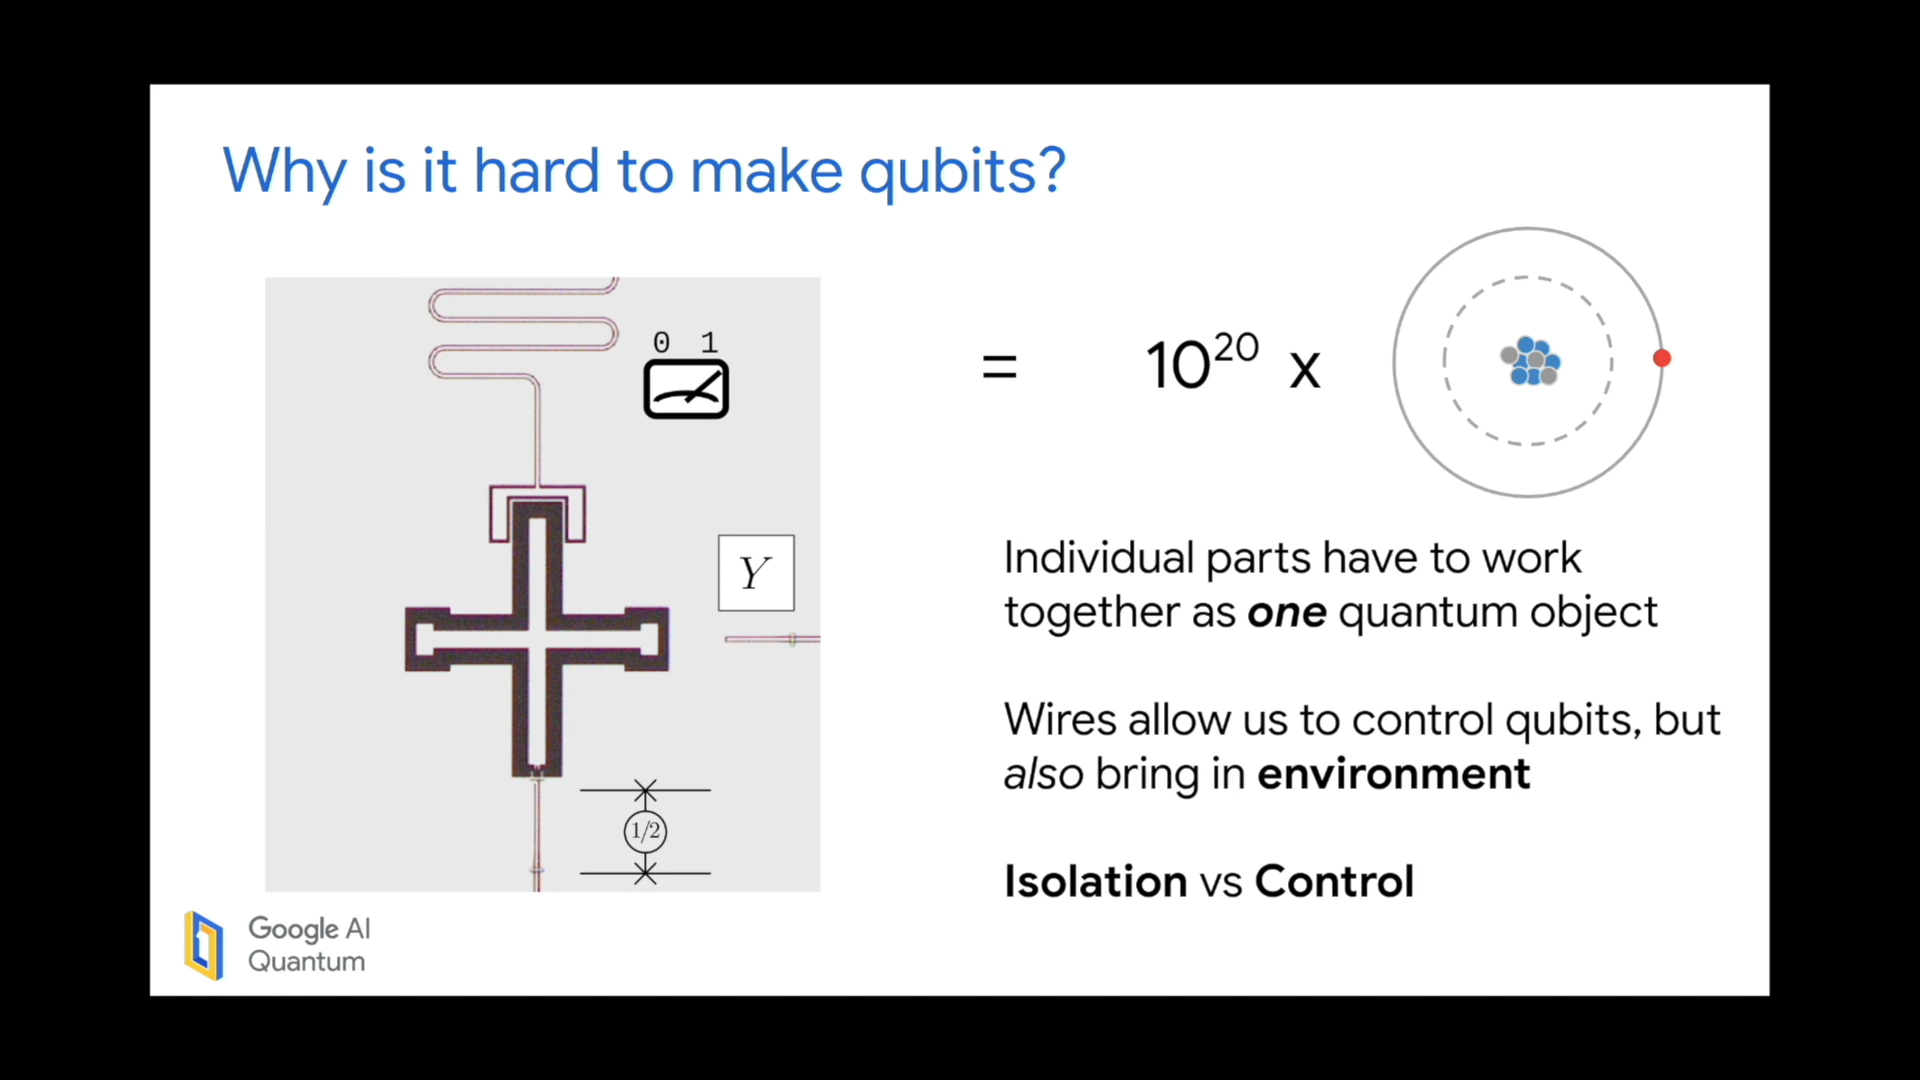 Why is it hard to make qubits?
0 1
Y
1/2
= 10²⁰ x
Individual parts have to work
together as one quantum object
Wires allow us to control qubits, but
also bring in environment
Isolation vs Control
Google AI
Quantum